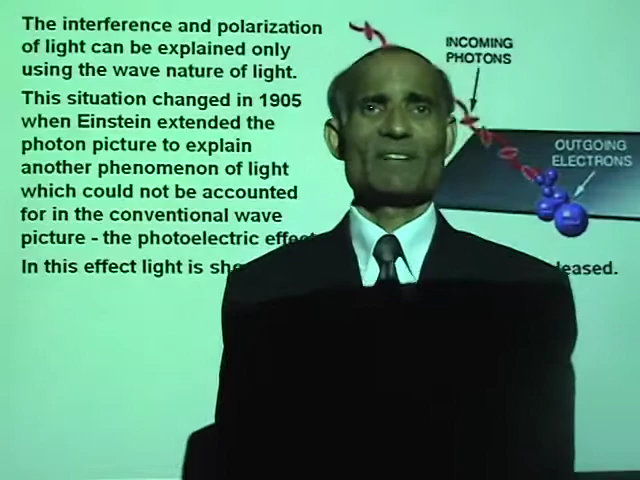 The interference and polarization
of light can be explained only
using the wave nature of light.
This situation changed in 1905
when Einstein extended the
photon picture to explain
another phenomenon of light
which could not be accounted
for in the conventional wave
picture - the photoelectric
In this effect light is
INCOMING
PHOTONS
OUTGOING
ELECTRONS